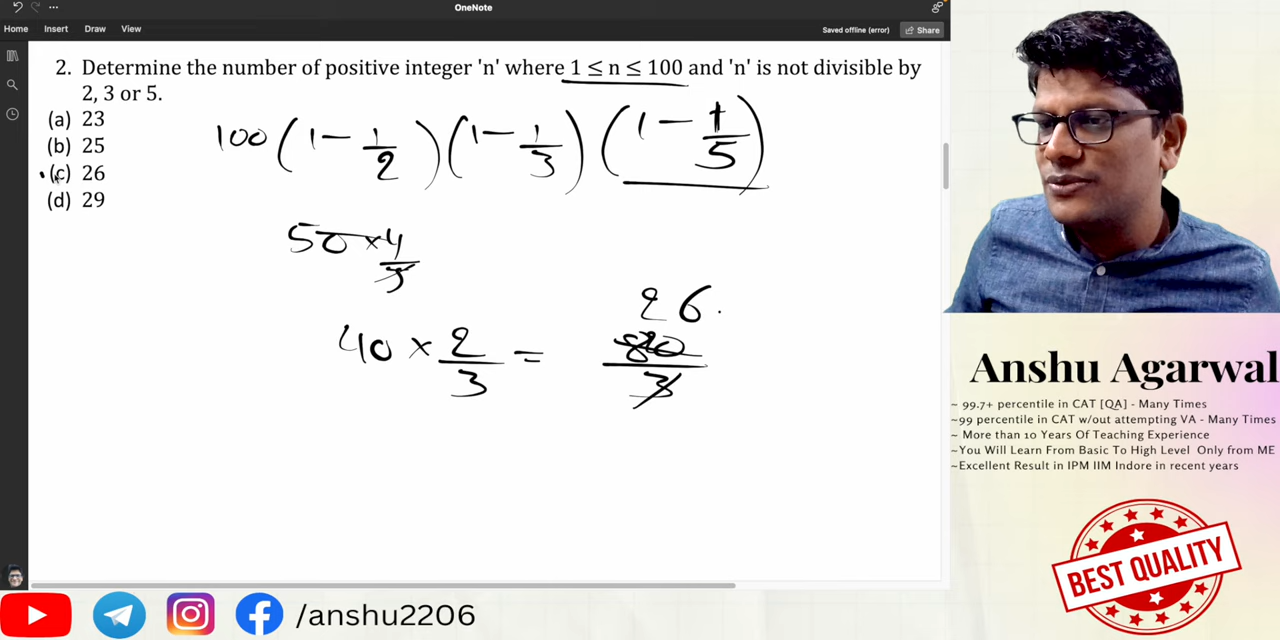 OneNote
Home Insert Draw View
Saved offline (error) Share
2. Determine the number of positive integer 'n' where 1 ≤ n ≤ 100 and 'n' is not divisible by
2, 3 or 5.
(a) 23
(b) 25
(c) 26
(d) 29
100 (1 - 1/2) (1 - 1/3) (1 - 1/5)
50 × 4/5
26.
40 × 2/3 = 80/3
Anshu Agarwal
~ 99.7+ percentile in CAT [QA] - Many Times
~99 percentile in CAT w/out attempting VA - Many Times
~ More than 10 Years Of Teaching Experience
~You Will Learn From Basic To High Level Only from ME
~Excellent Result in IPM IIM Indore in recent years
BEST QUALITY
/anshu2206